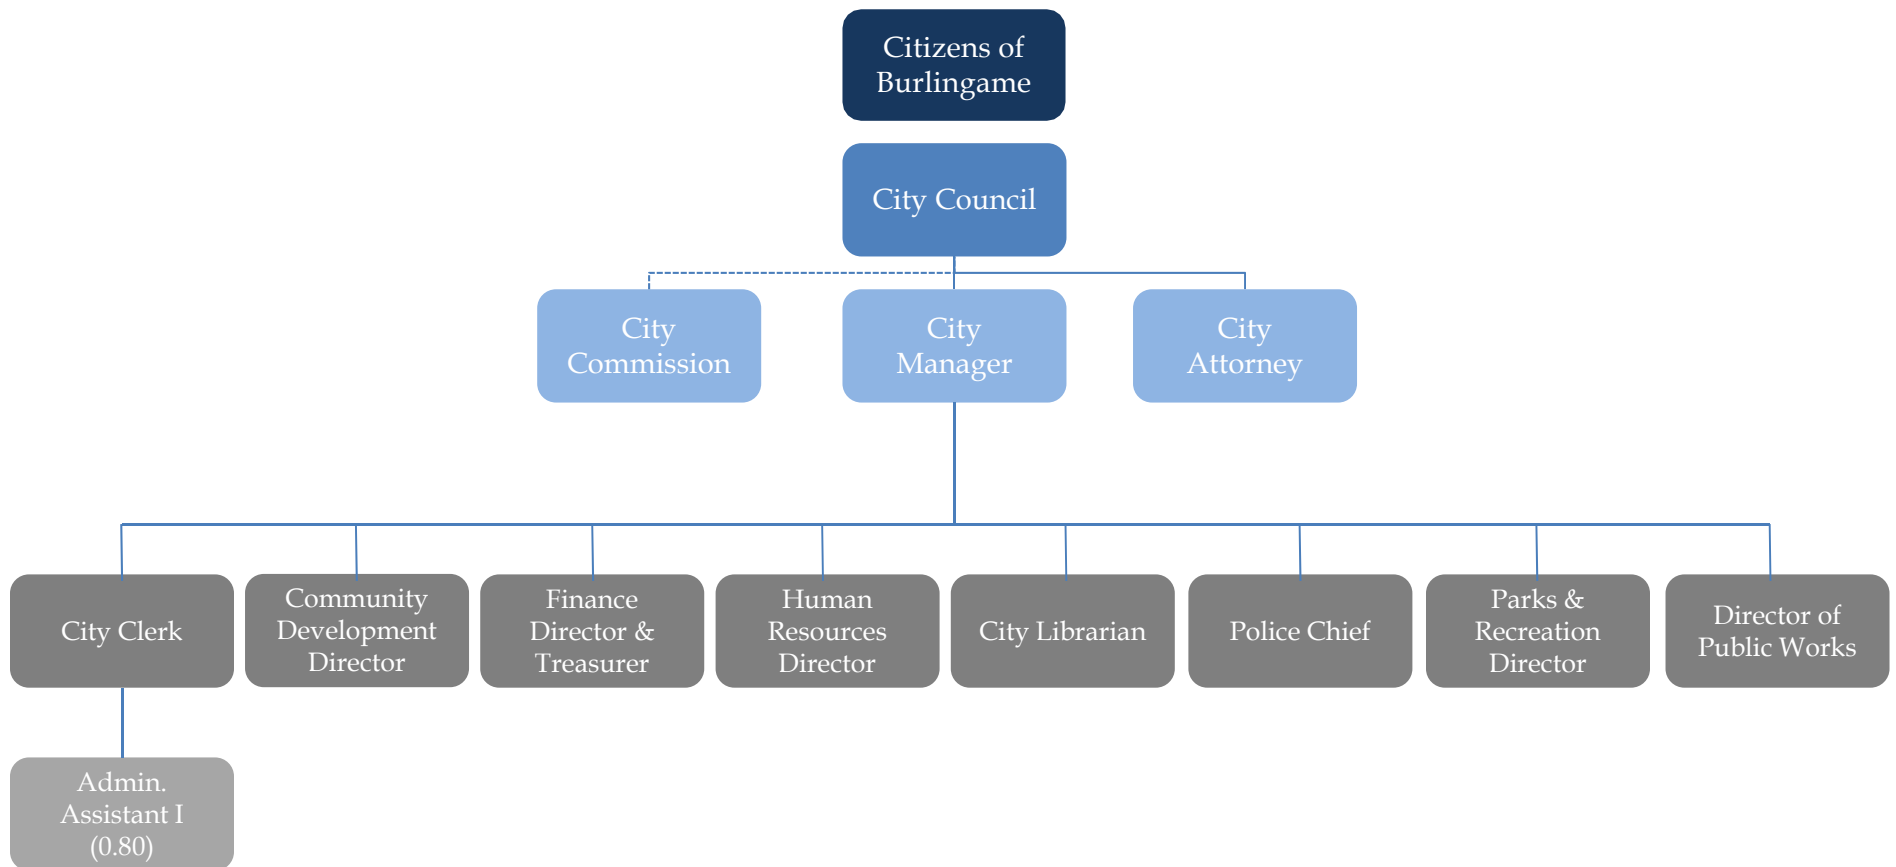 Citizens of
Burlingame
City Council
City
Commission
City
Manager
City
Attorney
City Clerk
Community
Development
Director
Finance
Director &
Treasurer
Human
Resources
Director
City Librarian
Police Chief
Parks &
Recreation
Director
Director of
Public Works
Admin.
Assistant I
(0.80)